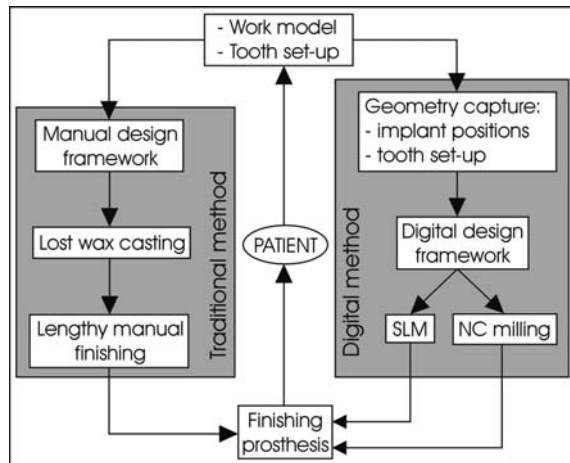 - Work model
- Tooth set-up
Manual design
framework
Lost wax casting
Lengthy manual
finishing
Traditional method
PATIENT
Geometry capture:
- implant positions
- tooth set-up
Digital design
framework
SLM
NC milling
Digital method
Finishing
prosthesis